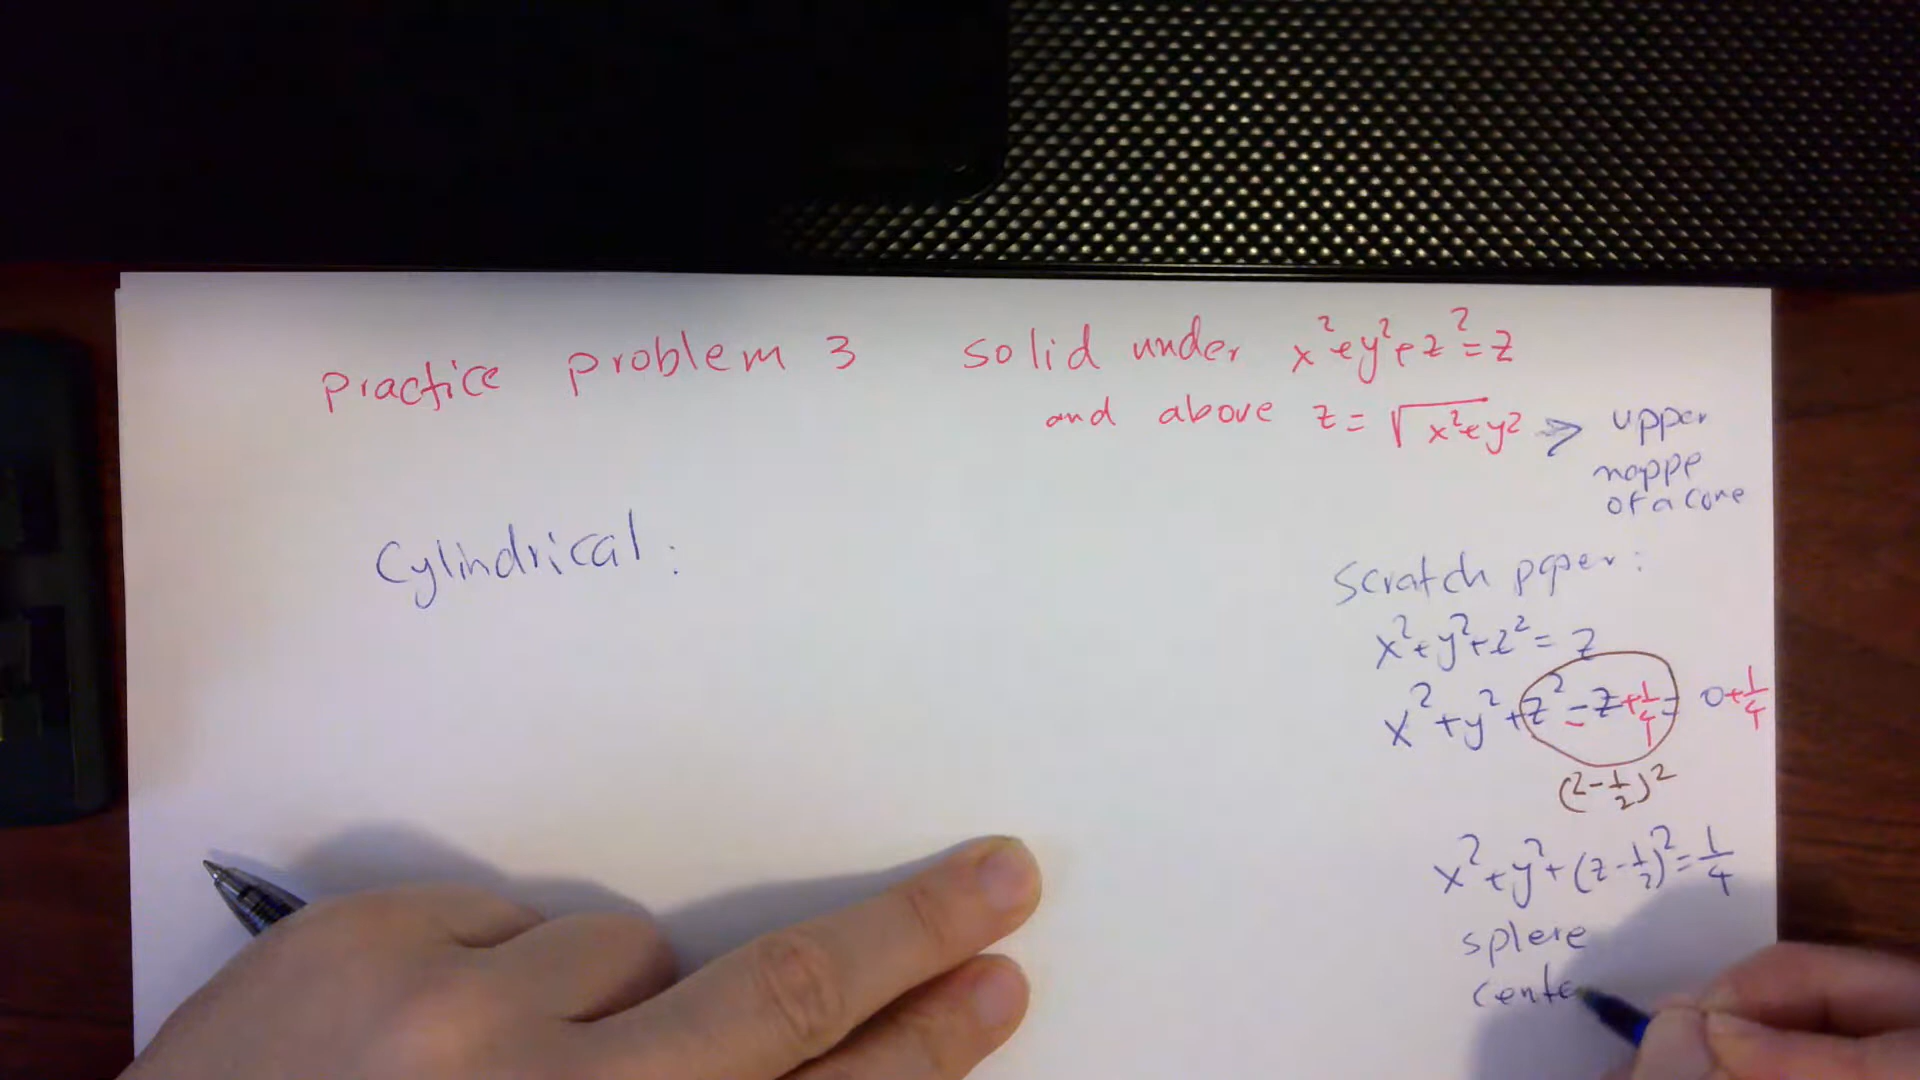 Practice problem 3 solid under x²+y²+z²=z
and above z = √x²+y² => upper
nappe
of a cone
Cylindrical:
Scratch paper:
x²+y²+z²=z
x²+y²+z²-z+1/4=0+1/4
(z-1/2)²
x²+y²+(z-1/2)²=1/4
splere
cente